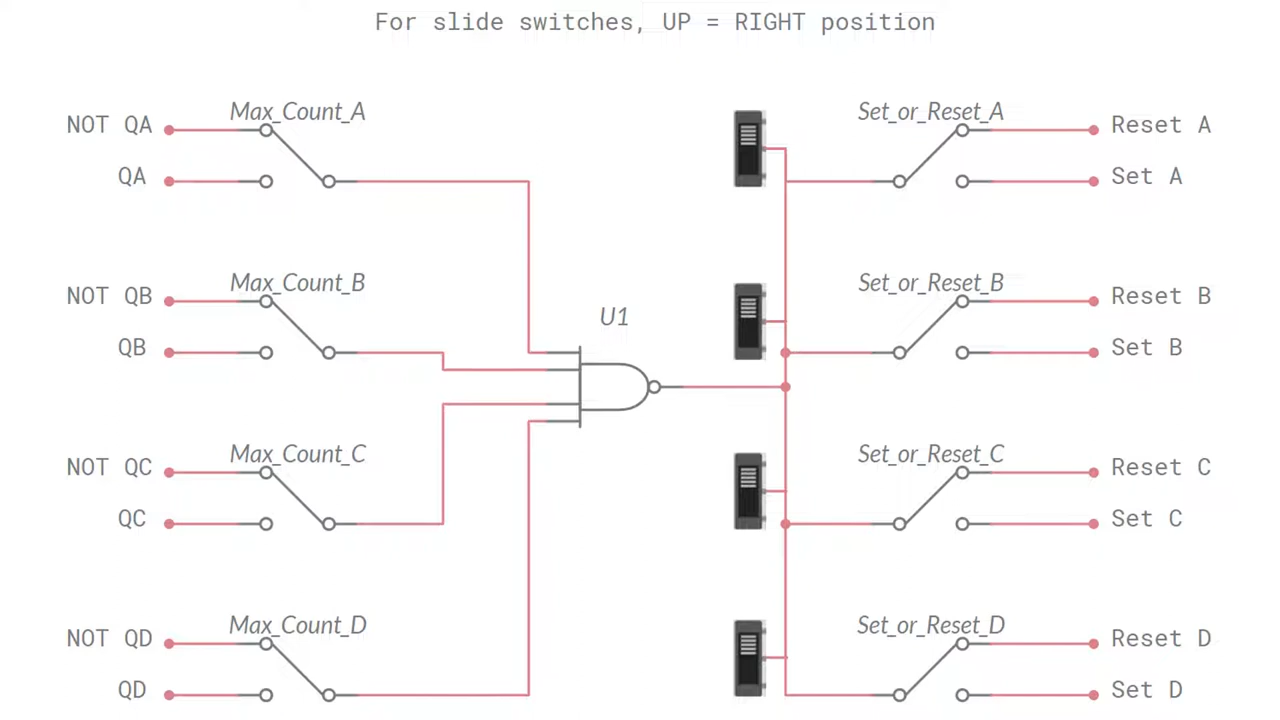 For slide switches, UP = RIGHT position
Max_Count_A
NOT QA
QA
Set_or_Reset_A
Reset A
Set A
Max_Count_B
NOT QB
QB
U1
Set_or_Reset_B
Reset B
Set B
Max_Count_C
NOT QC
QC
Set_or_Reset_C
Reset C
Set C
Max_Count_D
NOT QD
QD
Set_or_Reset_D
Reset D
Set D